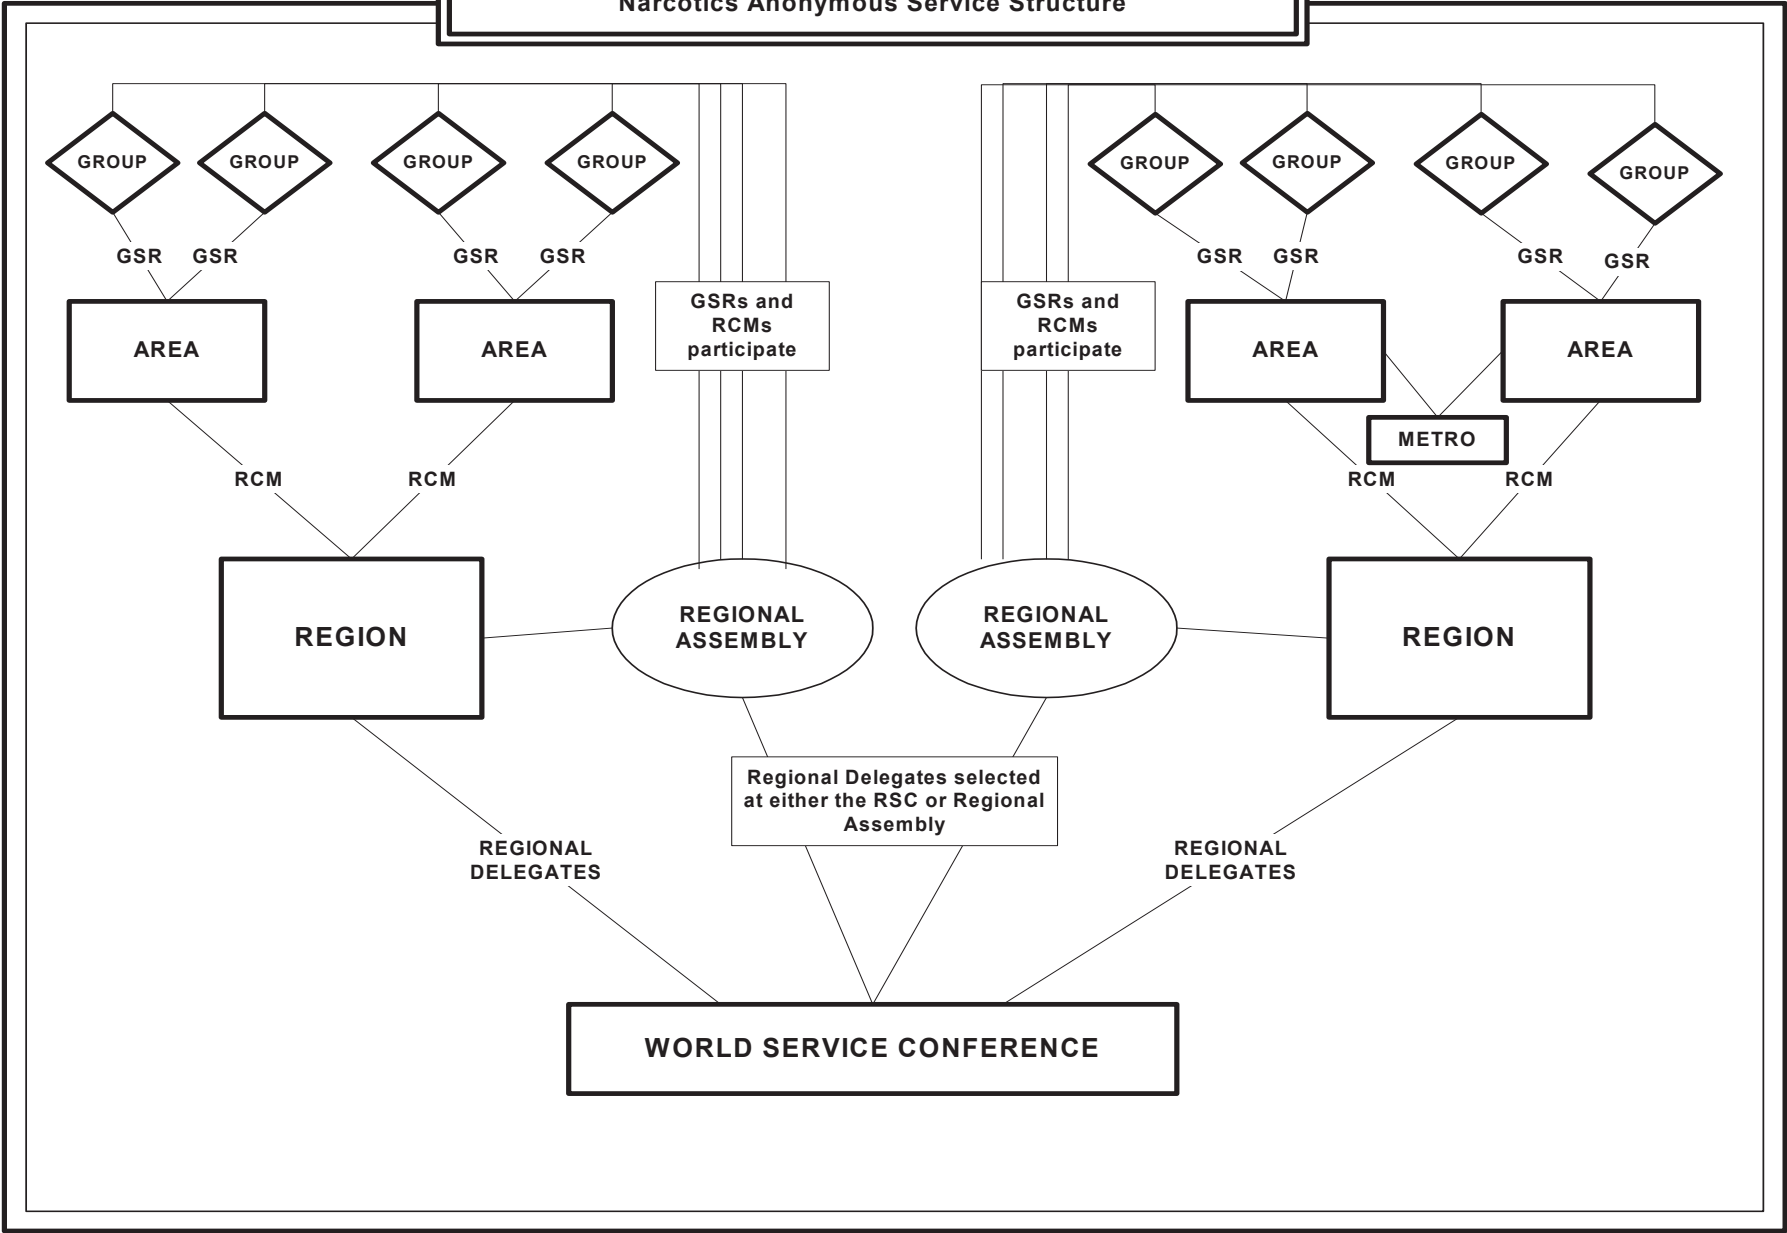 Narcotics Anonymous Service Structure
GROUP
GROUP
GROUP
GROUP
GROUP
GROUP
GROUP
GROUP
GSR
GSR
GSR
GSR
GSR
GSR
GSR
GSR
AREA
AREA
GSRs and
RCMs
participate
GSRs and
RCMs
participate
AREA
AREA
METRO
RCM
RCM
RCM
RCM
REGION
REGIONAL
ASSEMBLY
REGIONAL
ASSEMBLY
REGION
Regional Delegates selected
at either the RSC or Regional
Assembly
REGIONAL
DELEGATES
REGIONAL
DELEGATES
WORLD SERVICE CONFERENCE